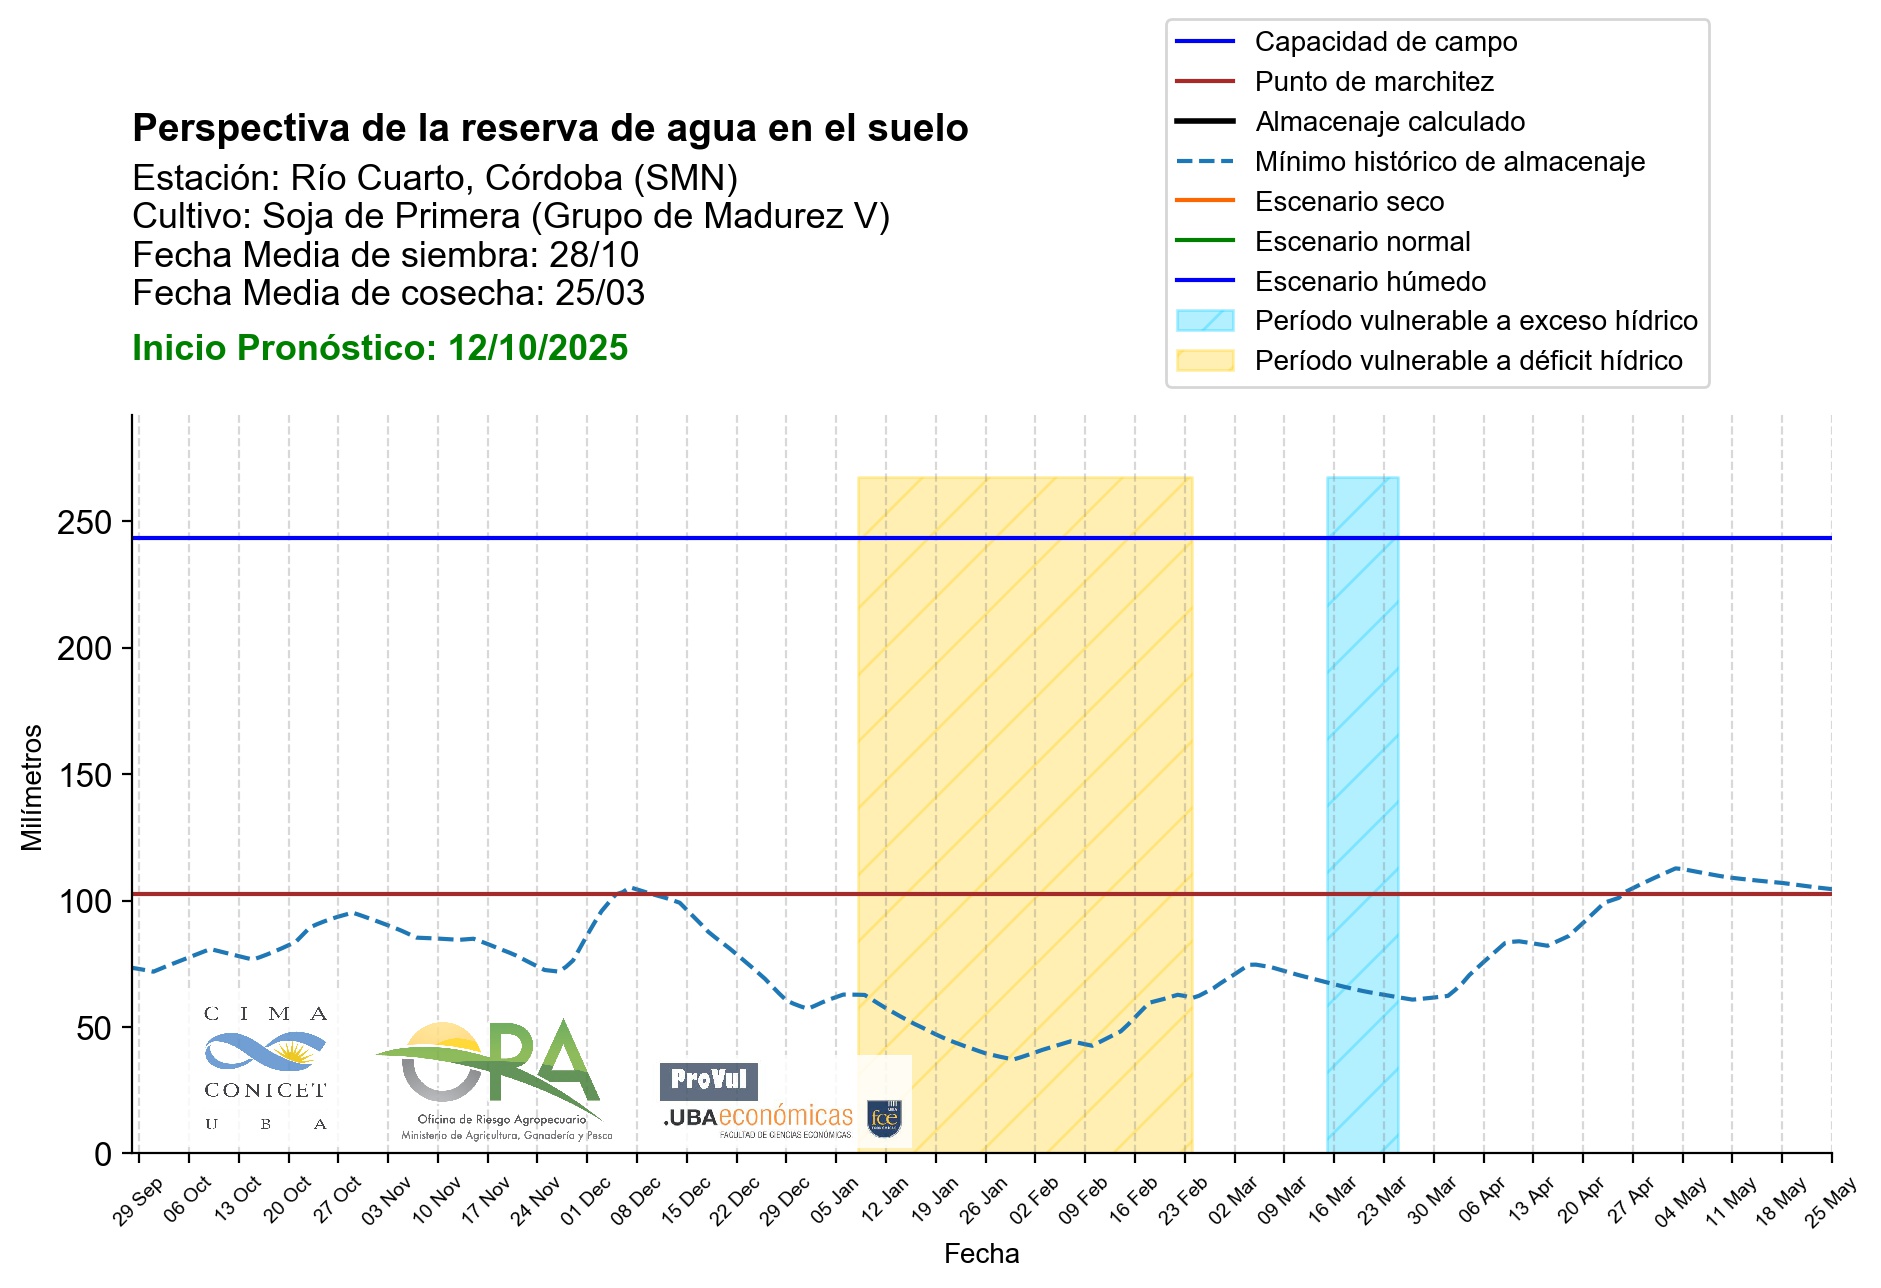 Capacidad de campo
Punto de marchitez
Almacenaje calculado
Mínimo histórico de almacenaje
Escenario seco
Escenario normal
Escenario húmedo
Período vulnerable a exceso hídrico
Período vulnerable a déficit hídrico
Perspectiva de la reserva de agua en el suelo
Estación: Río Cuarto, Córdoba (SMN)
Cultivo: Soja de Primera (Grupo de Madurez V)
Fecha Media de siembra: 28/10
Fecha Media de cosecha: 25/03
Inicio Pronóstico: 12/10/2025
Milímetros
250
200
150
100
50
0
C I M A
CONICET
U B A
ORA
Oficina de Riesgo Agropecuario
Ministerio de Agricultura, Ganadería y Pesca
ProVul
.UBAeconómicas
FACULTAD DE CIENCIAS ECONÓMICAS
fce
29 Sep
06 Oct
13 Oct
20 Oct
27 Oct
03 Nov
10 Nov
17 Nov
24 Nov
01 Dec
08 Dec
15 Dec
22 Dec
29 Dec
05 Jan
12 Jan
19 Jan
26 Jan
02 Feb
09 Feb
16 Feb
23 Feb
02 Mar
09 Mar
16 Mar
23 Mar
30 Mar
06 Apr
13 Apr
20 Apr
27 Apr
04 May
11 May
18 May
25 May
Fecha